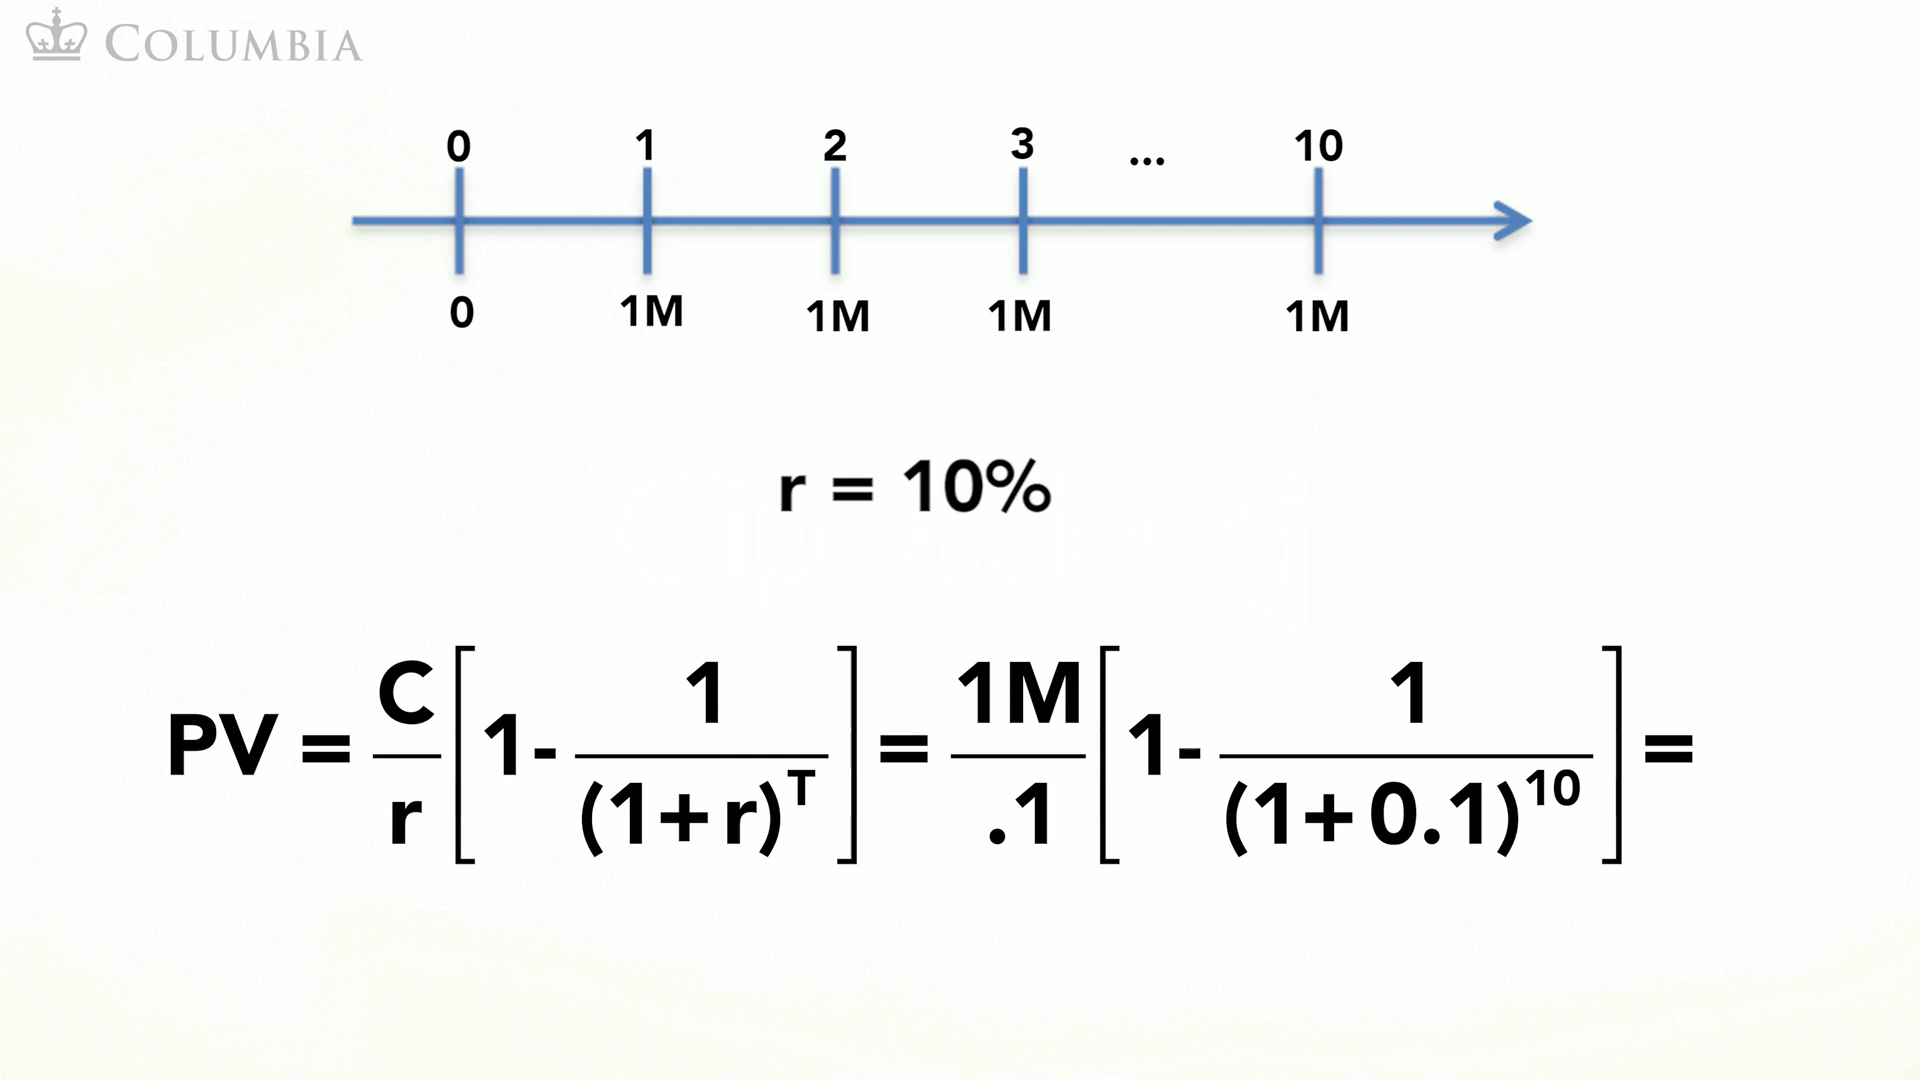 COLUMBIA
0 1 2 3 ... 10
0 1M 1M 1M 1M
r = 10%
PV = C/r [1- 1/(1+r)^T] = 1M/.1 [1- 1/(1+0.1)^10] =